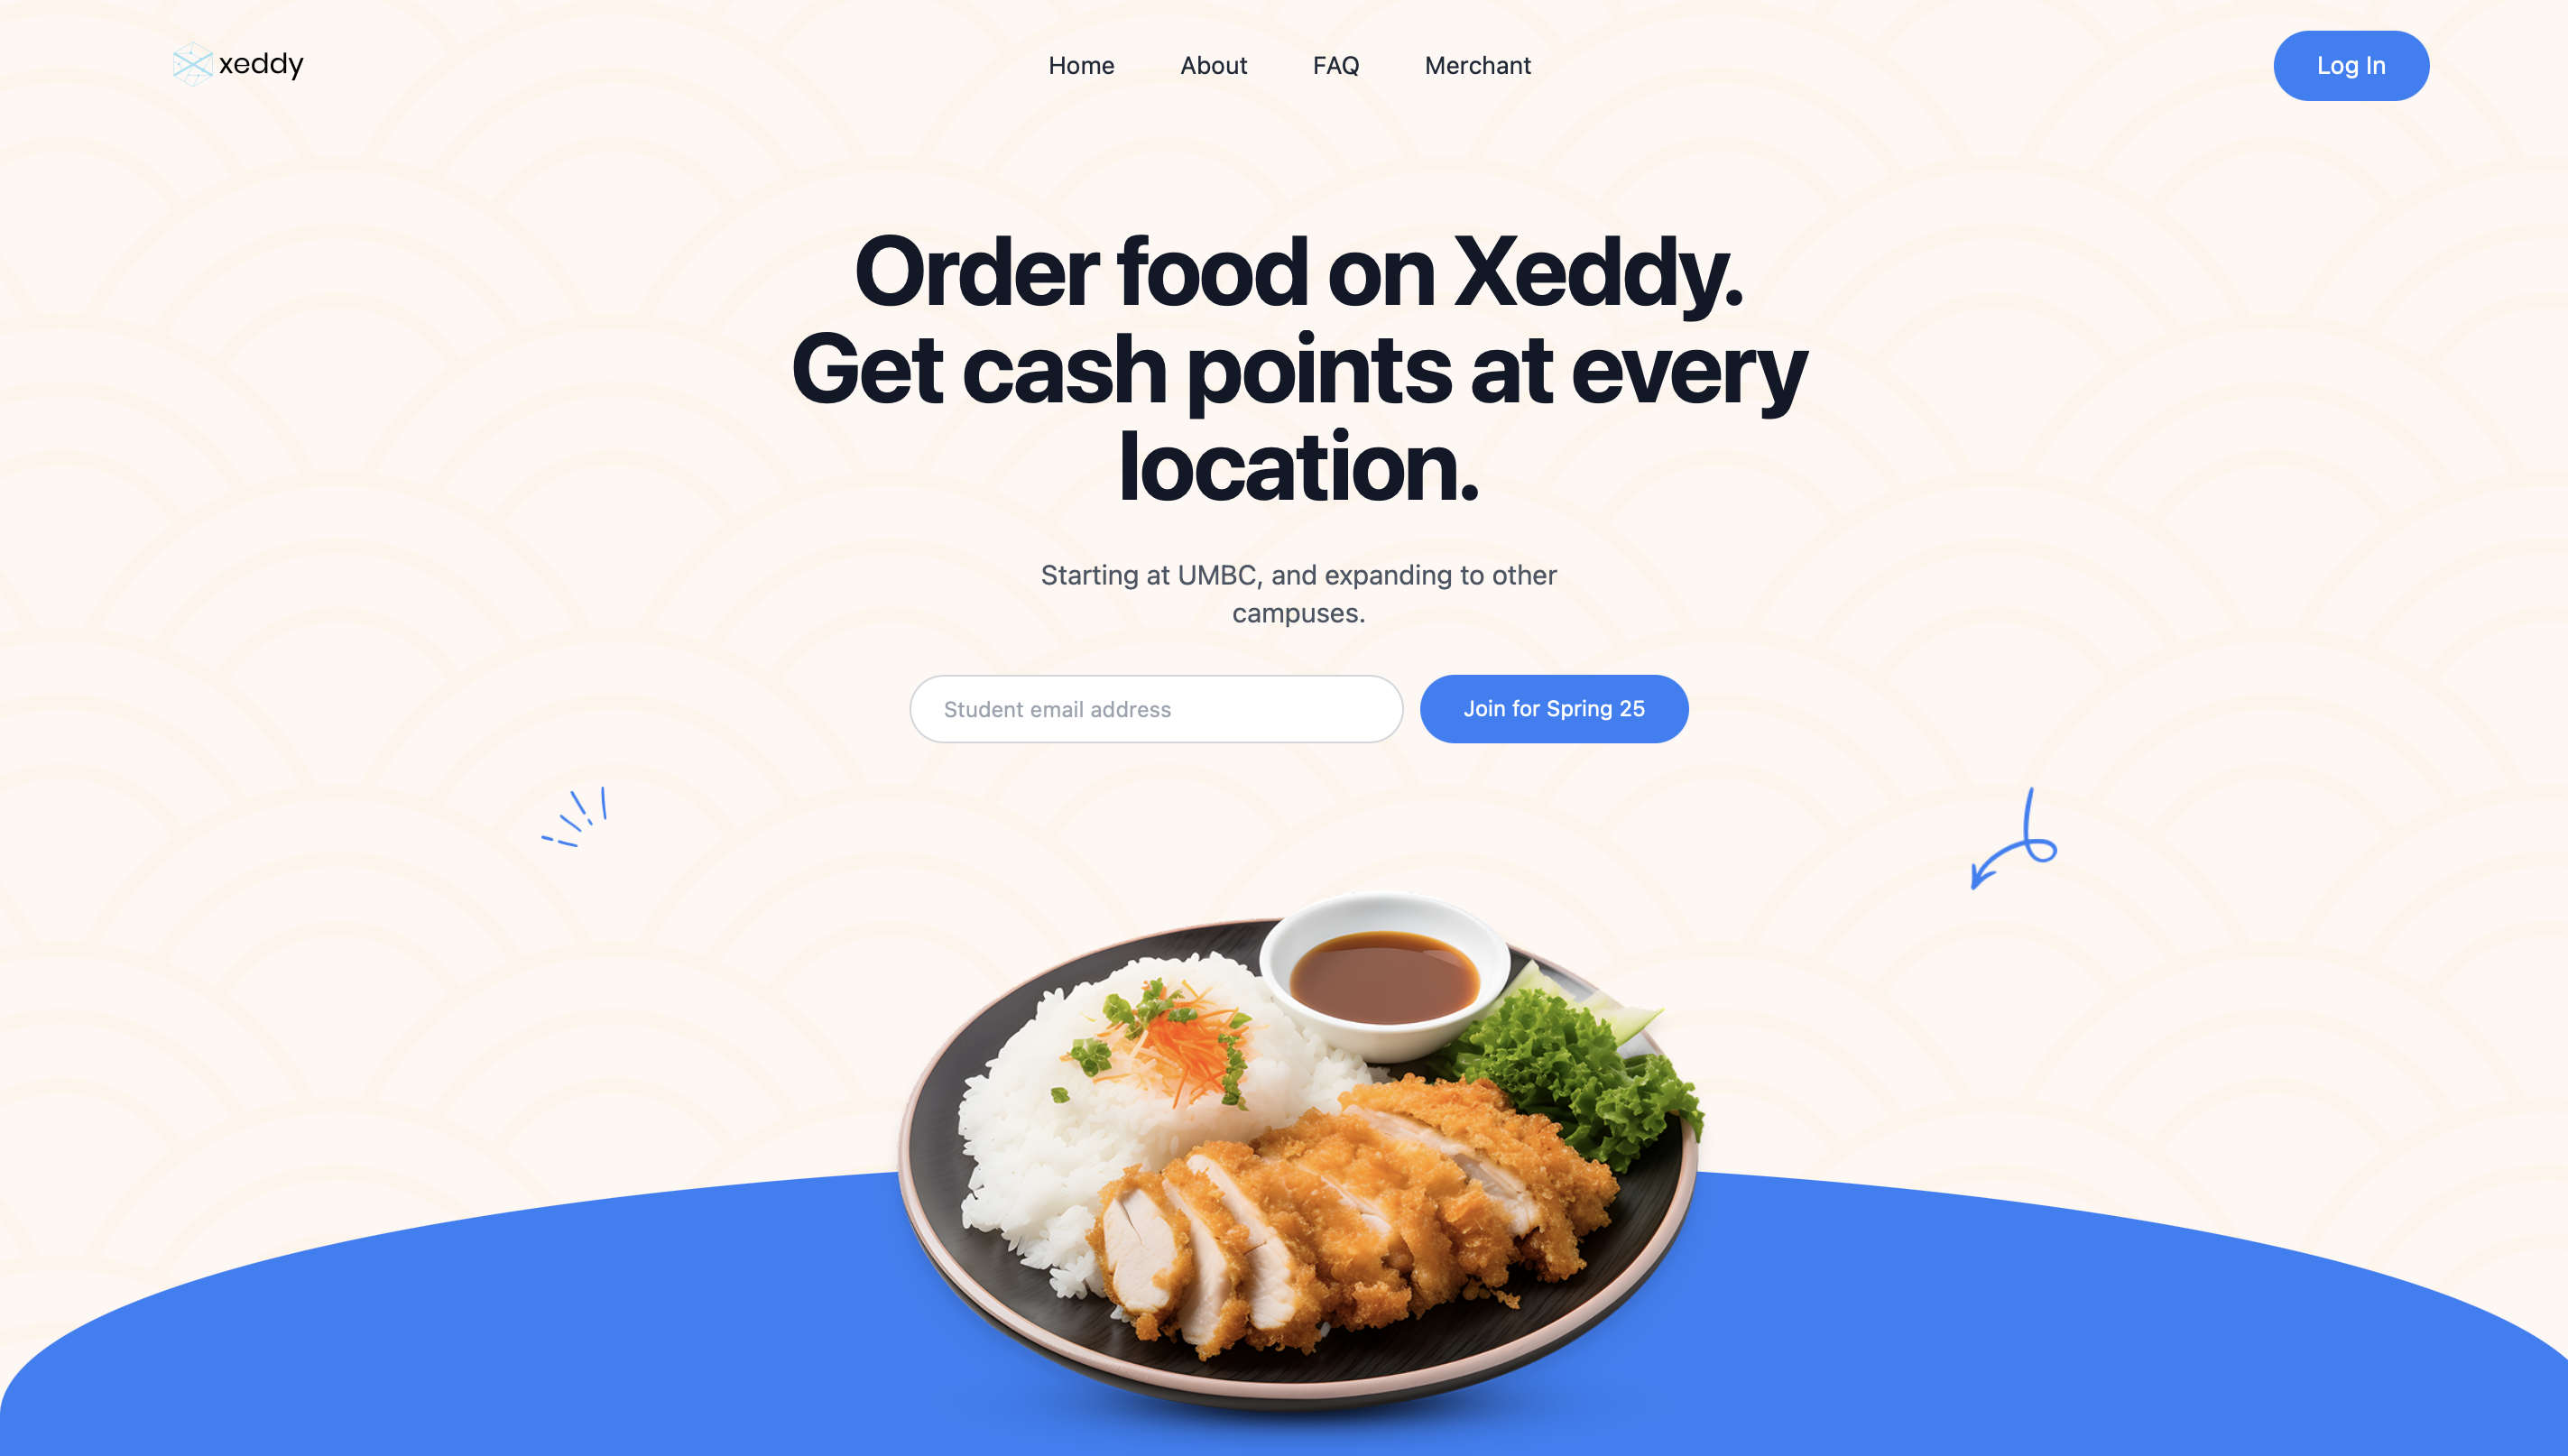 xeddy
Home
About
FAQ
Merchant
Log In
Order food on Xeddy.
Get cash points at every
location.
Starting at UMBC, and expanding to other
campuses.
Student email address
Join for Spring 25